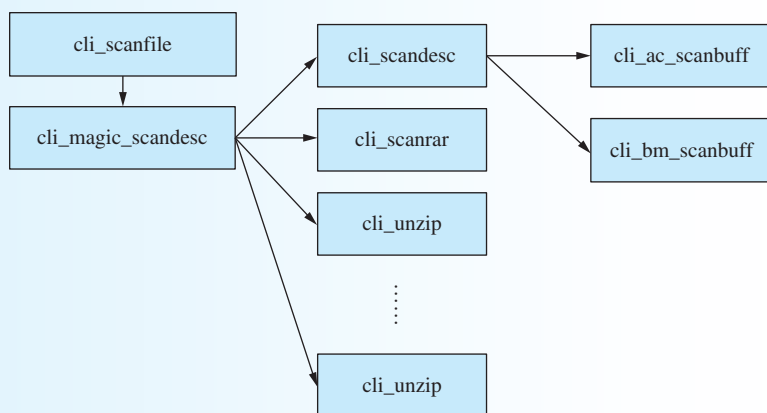 cli_scanfile
cli_magic_scandesc
cli_scandesc
cli_scanrar
cli_unzip
cli_unzip
cli_ac_scanbuff
cli_bm_scanbuff